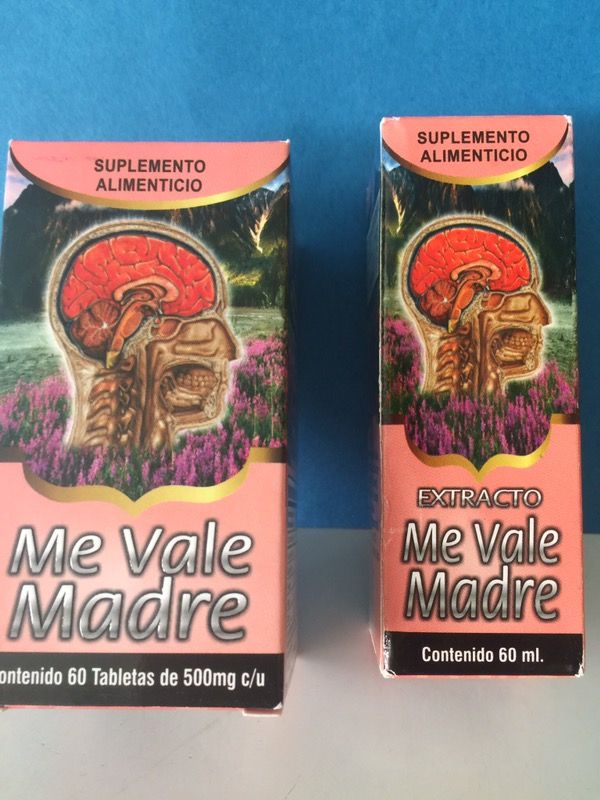 SUPLEMENTO
ALIMENTICIO
Me Vale
Madre
ontenido 60 Tabletas de 500mg c/u
SUPLEMENTO
ALIMENTICIO
EXTRACTO
Me Vale
Madre
Contenido 60 ml.